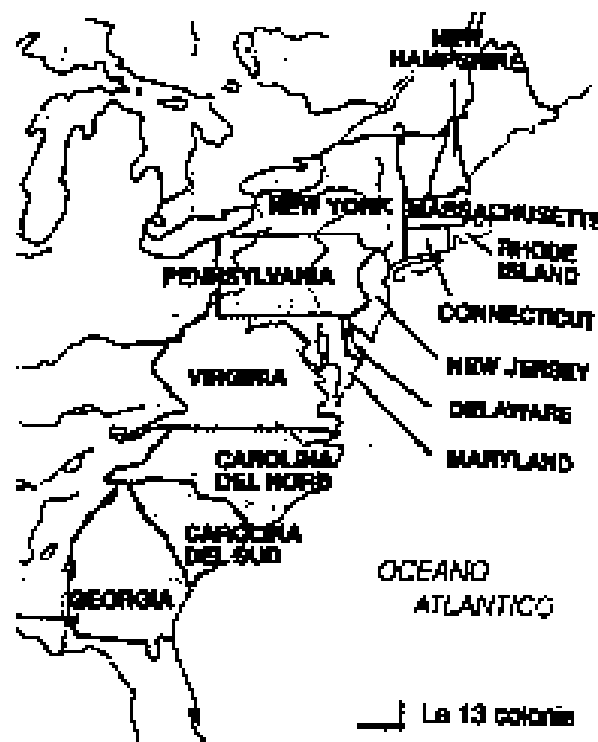 NEW
HAMPSHIRE
NEW YORK
MASSACHUSETTS
RHODE
ISLAND
PENNSYLVANIA
CONNECTICUT
NEW JERSEY
VIRGINIA
DELAWARE
MARYLAND
CAROLINA
DEL NORD
CAROLINA
DEL SUD
GEORGIA
OCEANO
ATLANTICO
Le 13 colonie